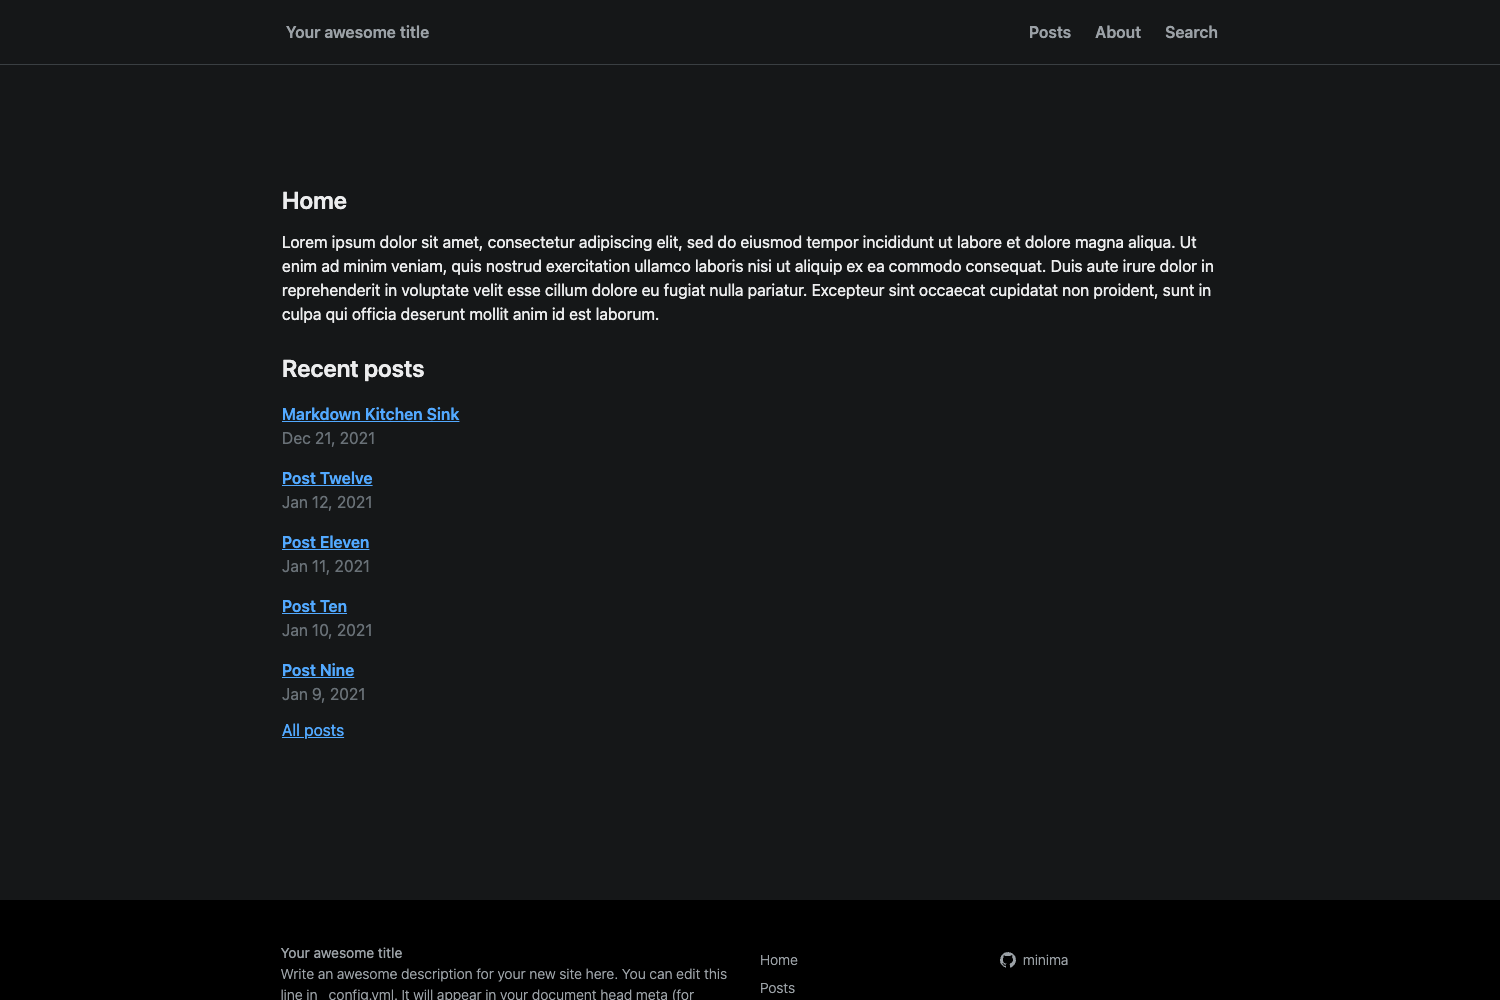 Your awesome title
Posts About Search
Home
Lorem ipsum dolor sit amet, consectetur adipiscing elit, sed do eiusmod tempor incididunt ut labore et dolore magna aliqua. Ut
enim ad minim veniam, quis nostrud exercitation ullamco laboris nisi ut aliquip ex ea commodo consequat. Duis aute irure dolor in
reprehenderit in voluptate velit esse cillum dolore eu fugiat nulla pariatur. Excepteur sint occaecat cupidatat non proident, sunt in
culpa qui officia deserunt mollit anim id est laborum.
Recent posts
Markdown Kitchen Sink
Dec 21, 2021
Post Twelve
Jan 12, 2021
Post Eleven
Jan 11, 2021
Post Ten
Jan 10, 2021
Post Nine
Jan 9, 2021
All posts
Your awesome title
Write an awesome description for your new site here. You can edit this
line in _config.yml. It will appear in your document head meta (for
Home
Posts
minima